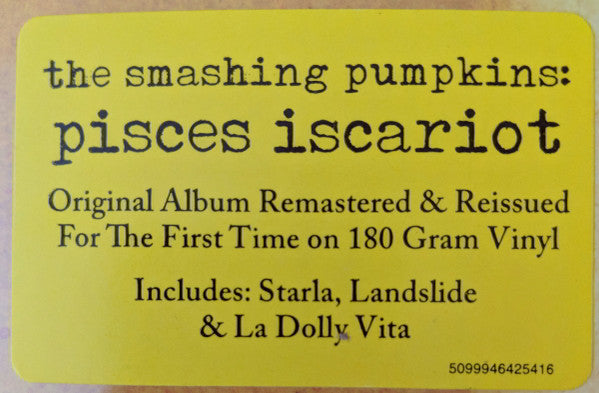 the smashing pumpkins:
pisces iscariot
Original Album Remastered & Reissued
For The First Time on 180 Gram Vinyl
Includes: Starla, Landslide
& La Dolly Vita
5099946425416